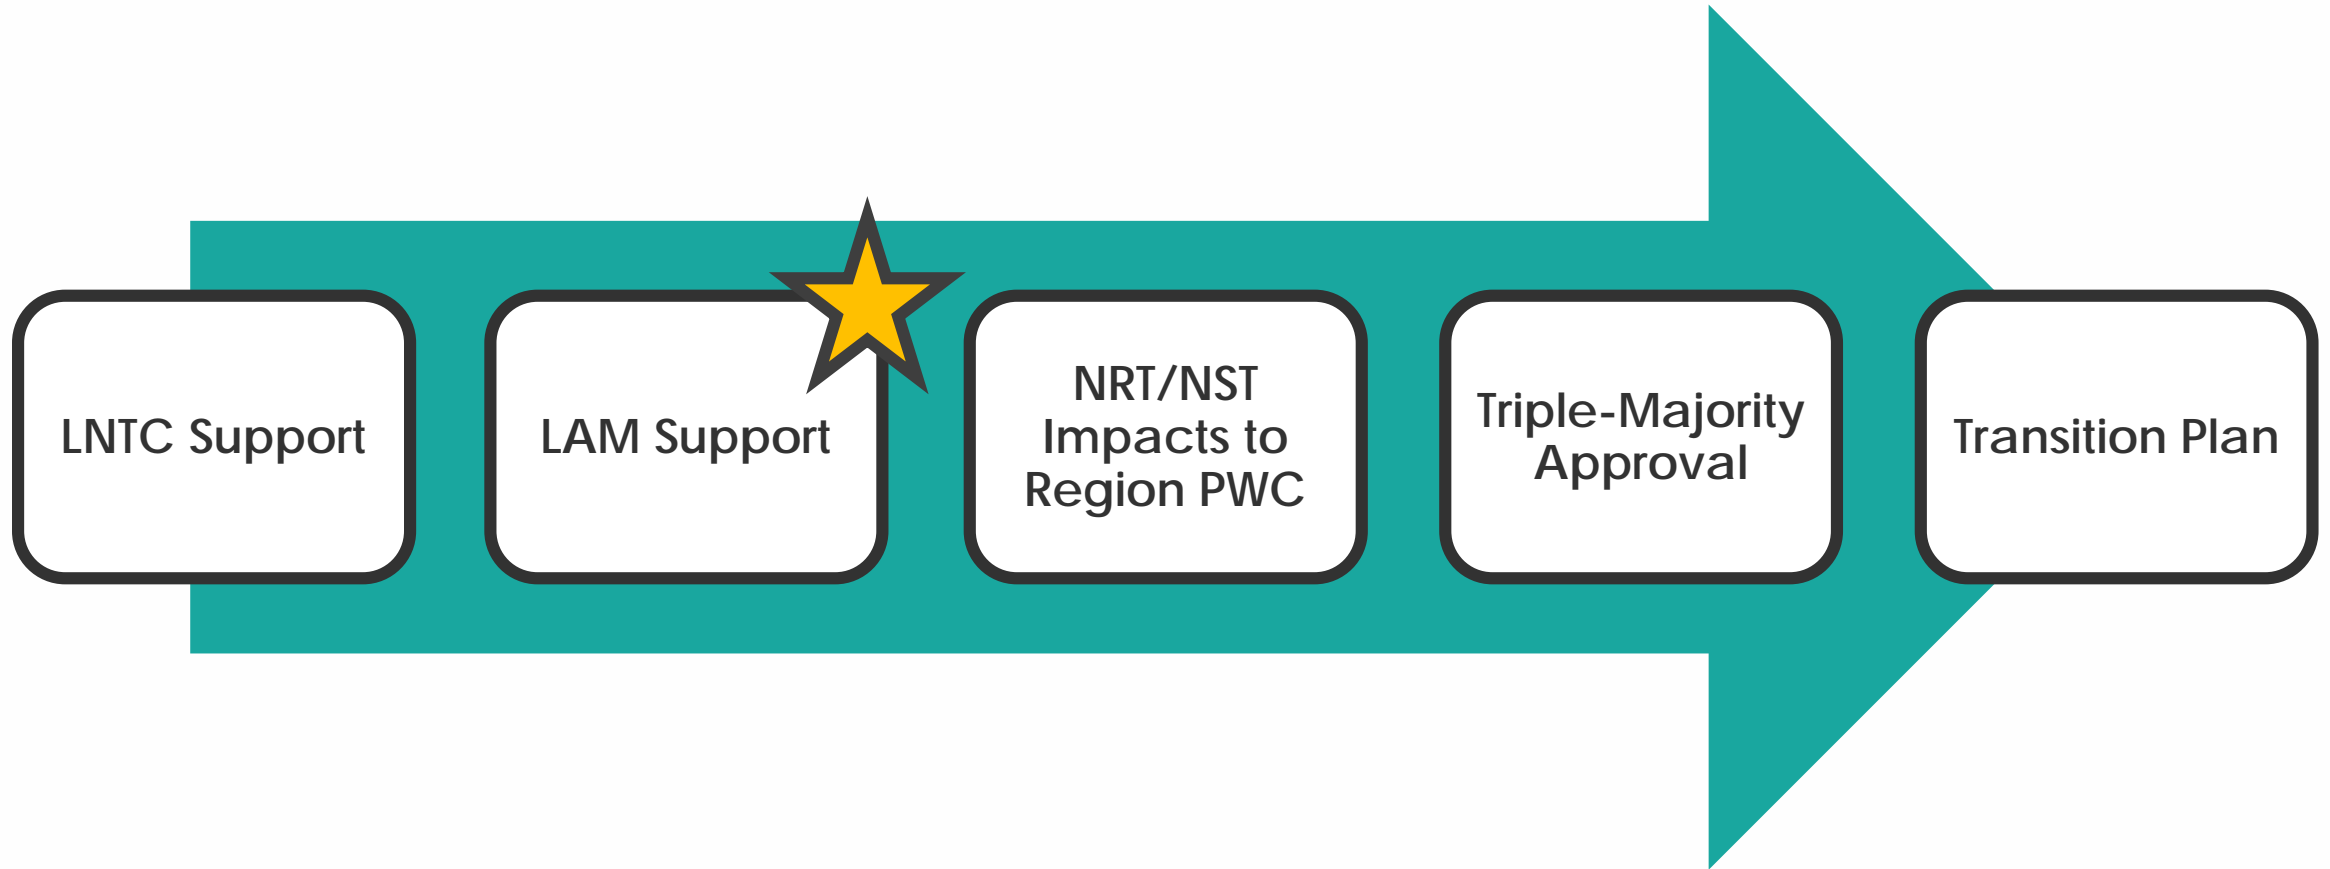 LNTC Support
LAM Support
NRT/NST
Impacts to
Region PWC
Triple-Majority
Approval
Transition Plan